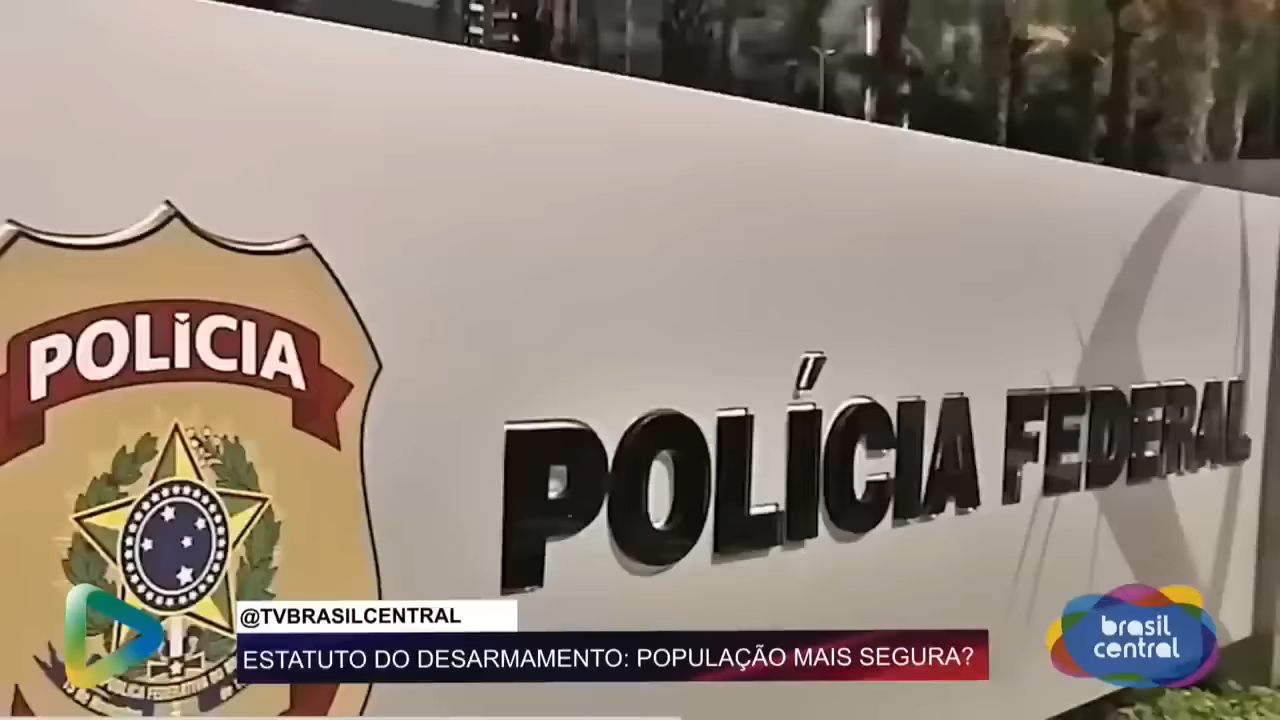 POLÍCIA
POLÍCIA FEDERAL
@TVBRASILCENTRAL
ESTATUTO DO DESARMAMENTO: POPULAÇÃO MAIS SEGURA?
brasil
central